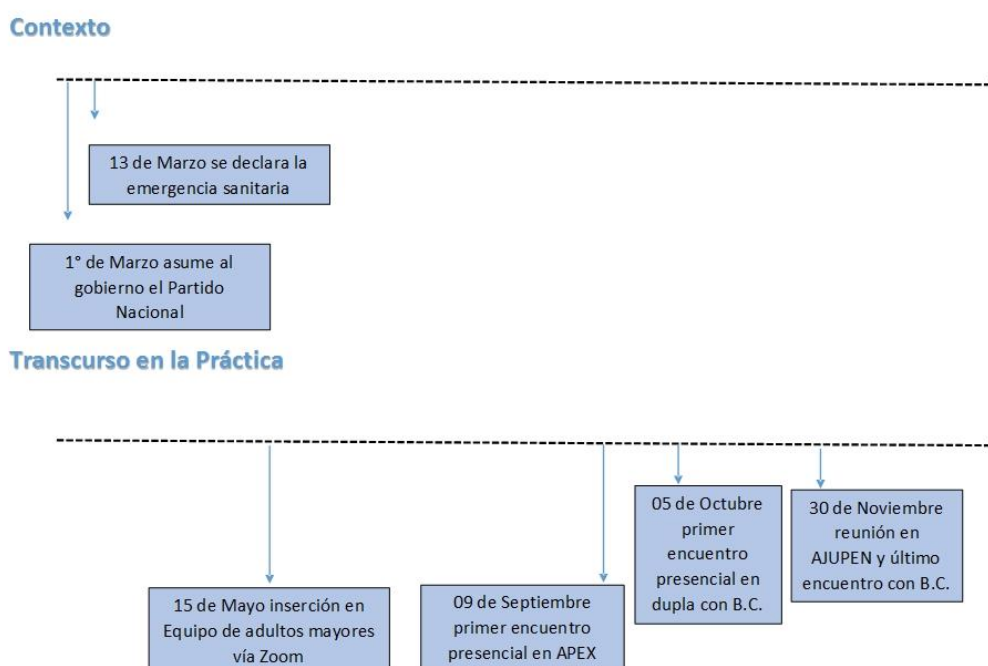 Contexto
13 de Marzo se declara la
emergencia sanitaria
1° de Marzo asume al
gobierno el Partido
Nacional
Transcurso en la Práctica
15 de Mayo inserción en
Equipo de adultos mayores
vía Zoom
09 de Septiembre
primer encuentro
presencial en APEX
05 de Octubre
primer
encuentro
presencial en
dupla con B.C.
30 de Noviembre
reunión en
AJUPEN y último
encuentro con B.C.